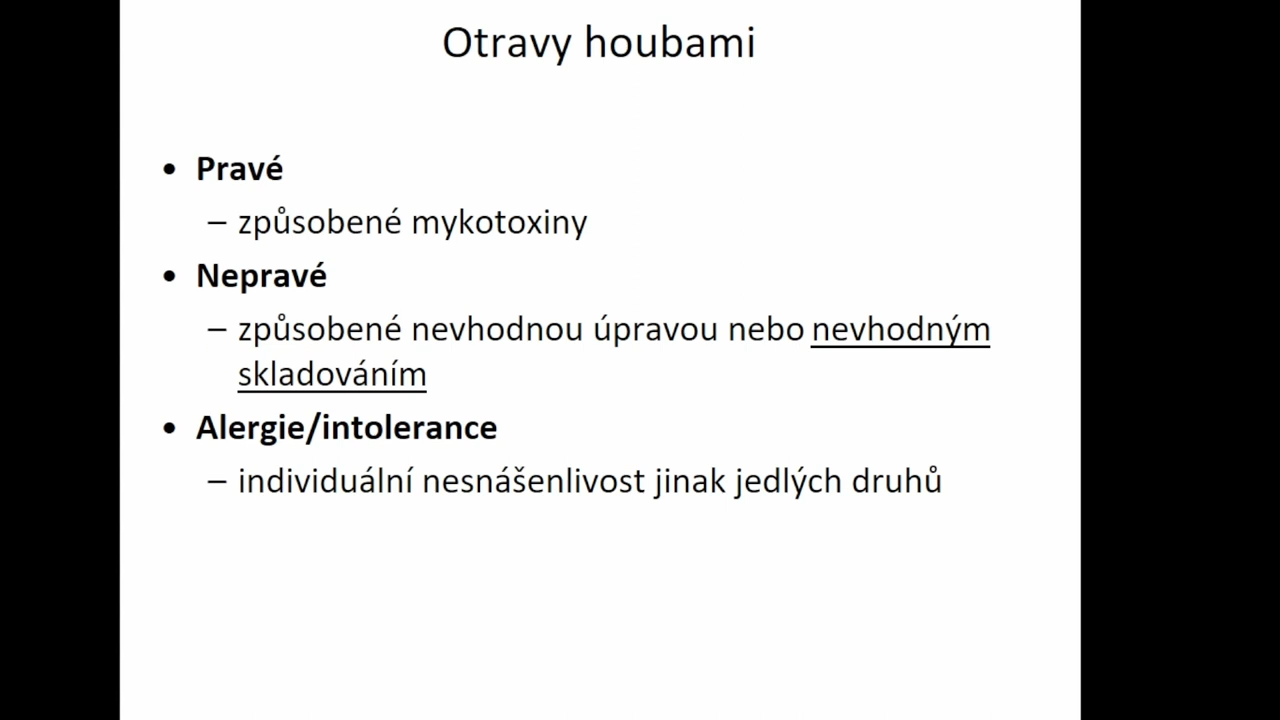 Otravy houbami
• Pravé
– způsobené mykotoxiny
• Nepravé
– způsobené nevhodnou úpravou nebo nevhodným
skladováním
• Alergie/intolerance
– individuální nesnášenlivost jinak jedlých druhů